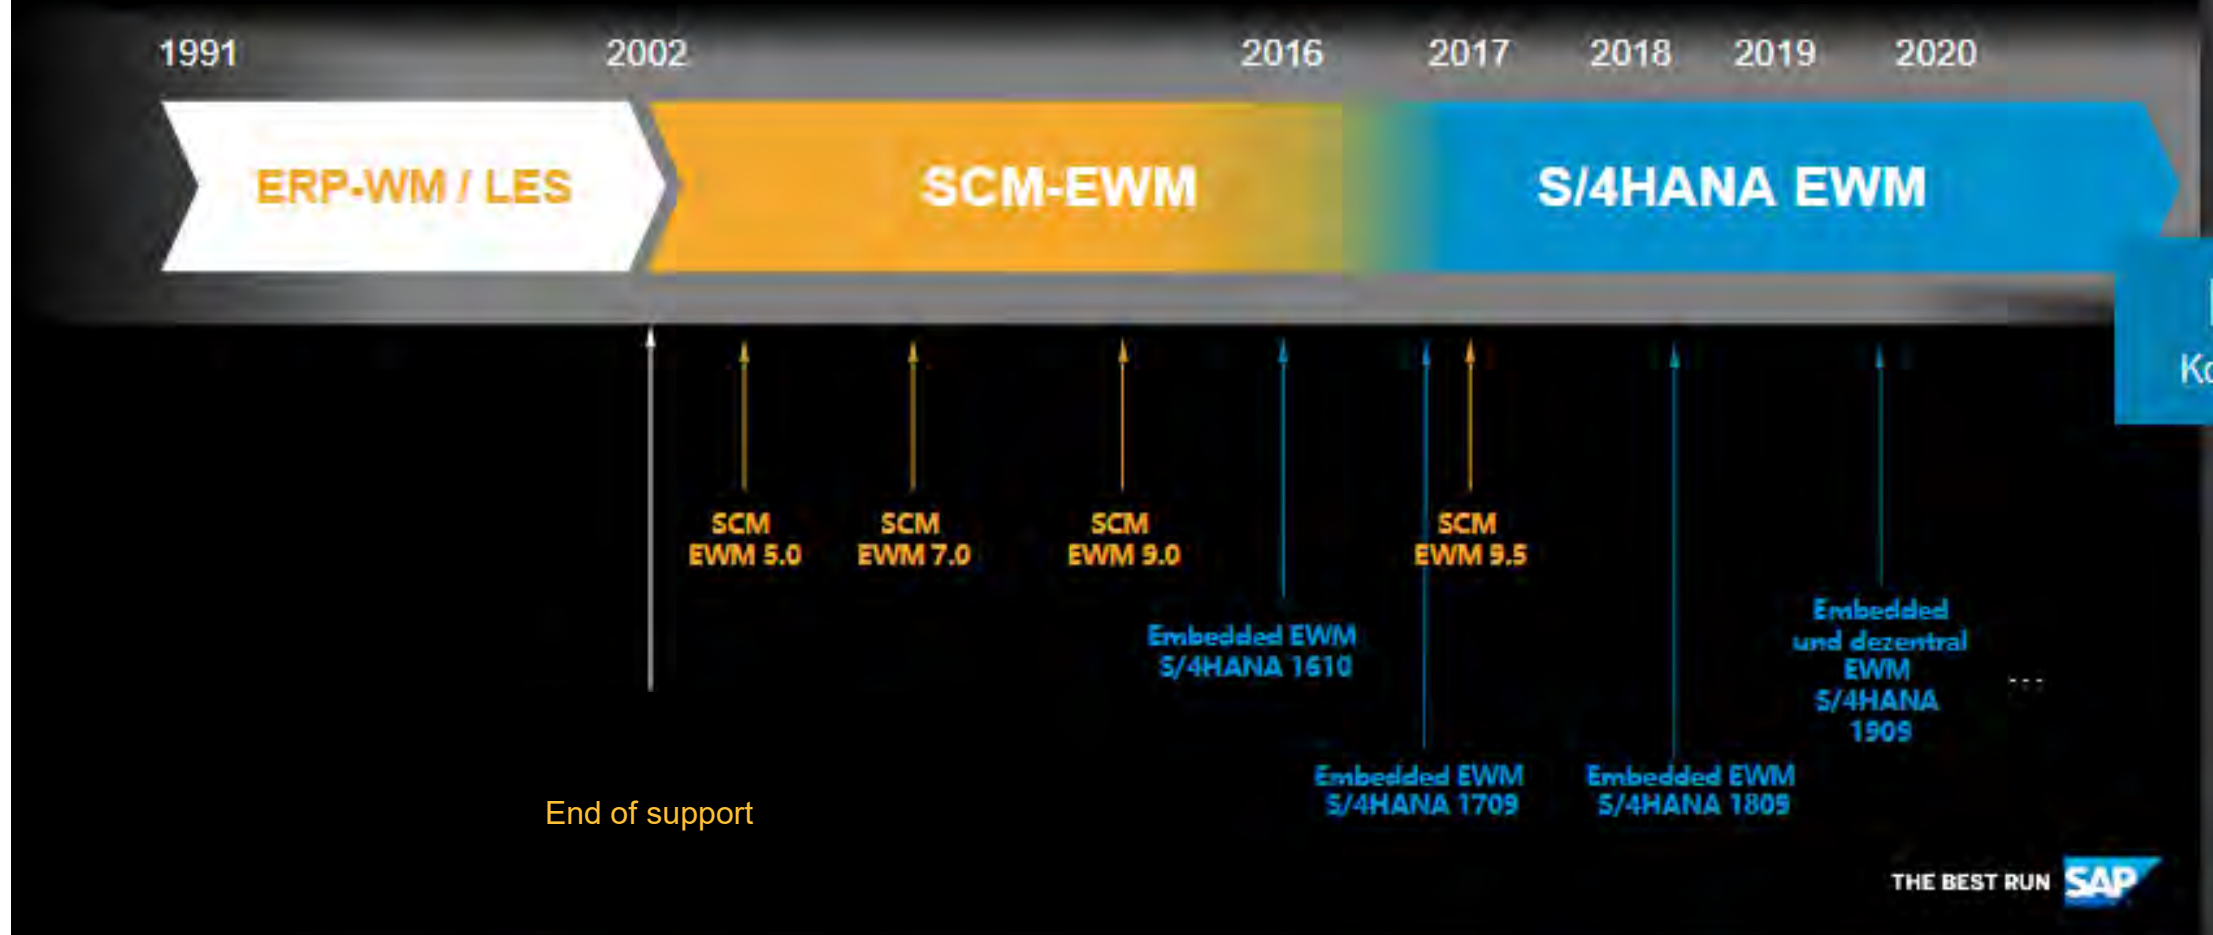 1991 2002 2016 2017 2018 2019 2020
ERP-WM / LES SCM-EWM S/4HANA EWM
Ko
SCM
EWM 5.0
SCM
EWM 7.0
SCM
EWM 9.0
SCM
EWM 9.5
Embedded EWM
S/4HANA 1610
Embedded
und dezentral
EWM
S/4HANA
1909
...
Embedded EWM
S/4HANA 1709
Embedded EWM
S/4HANA 1809
End of support
THE BEST RUN SAP